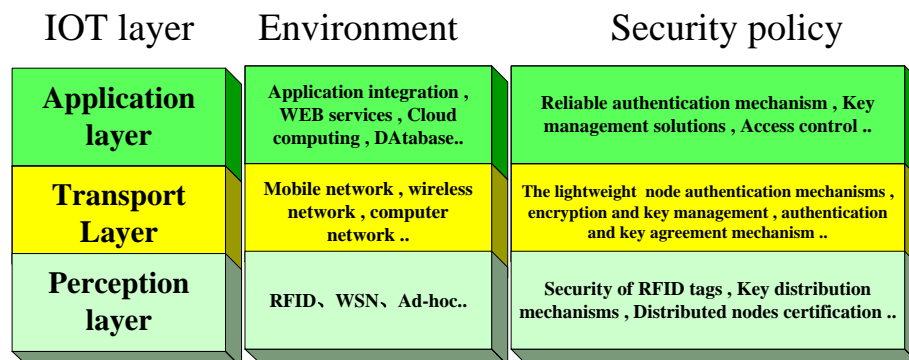 IOT layer
Environment
Security policy
Application
layer
Application integration ,
WEB services , Cloud
computing , DAtabase..
Reliable authentication mechanism , Key
management solutions , Access control ..
Transport
Layer
Mobile network , wireless
network , computer
network ..
The lightweight node authentication mechanisms ,
encryption and key management , authentication
and key agreement mechanism ..
Perception
layer
RFID、WSN、Ad-hoc..
Security of RFID tags , Key distribution
mechanisms , Distributed nodes certification ..